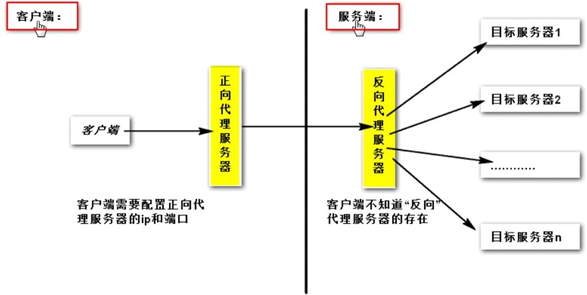 客户端：
服务端：
目标服务器1
正向代理服务器
反向代理服务器
目标服务器2
客户端
…………
客户端需要配置正向代
理服务器的ip和端口
客户端不知道“反向”
代理服务器的存在
目标服务器n